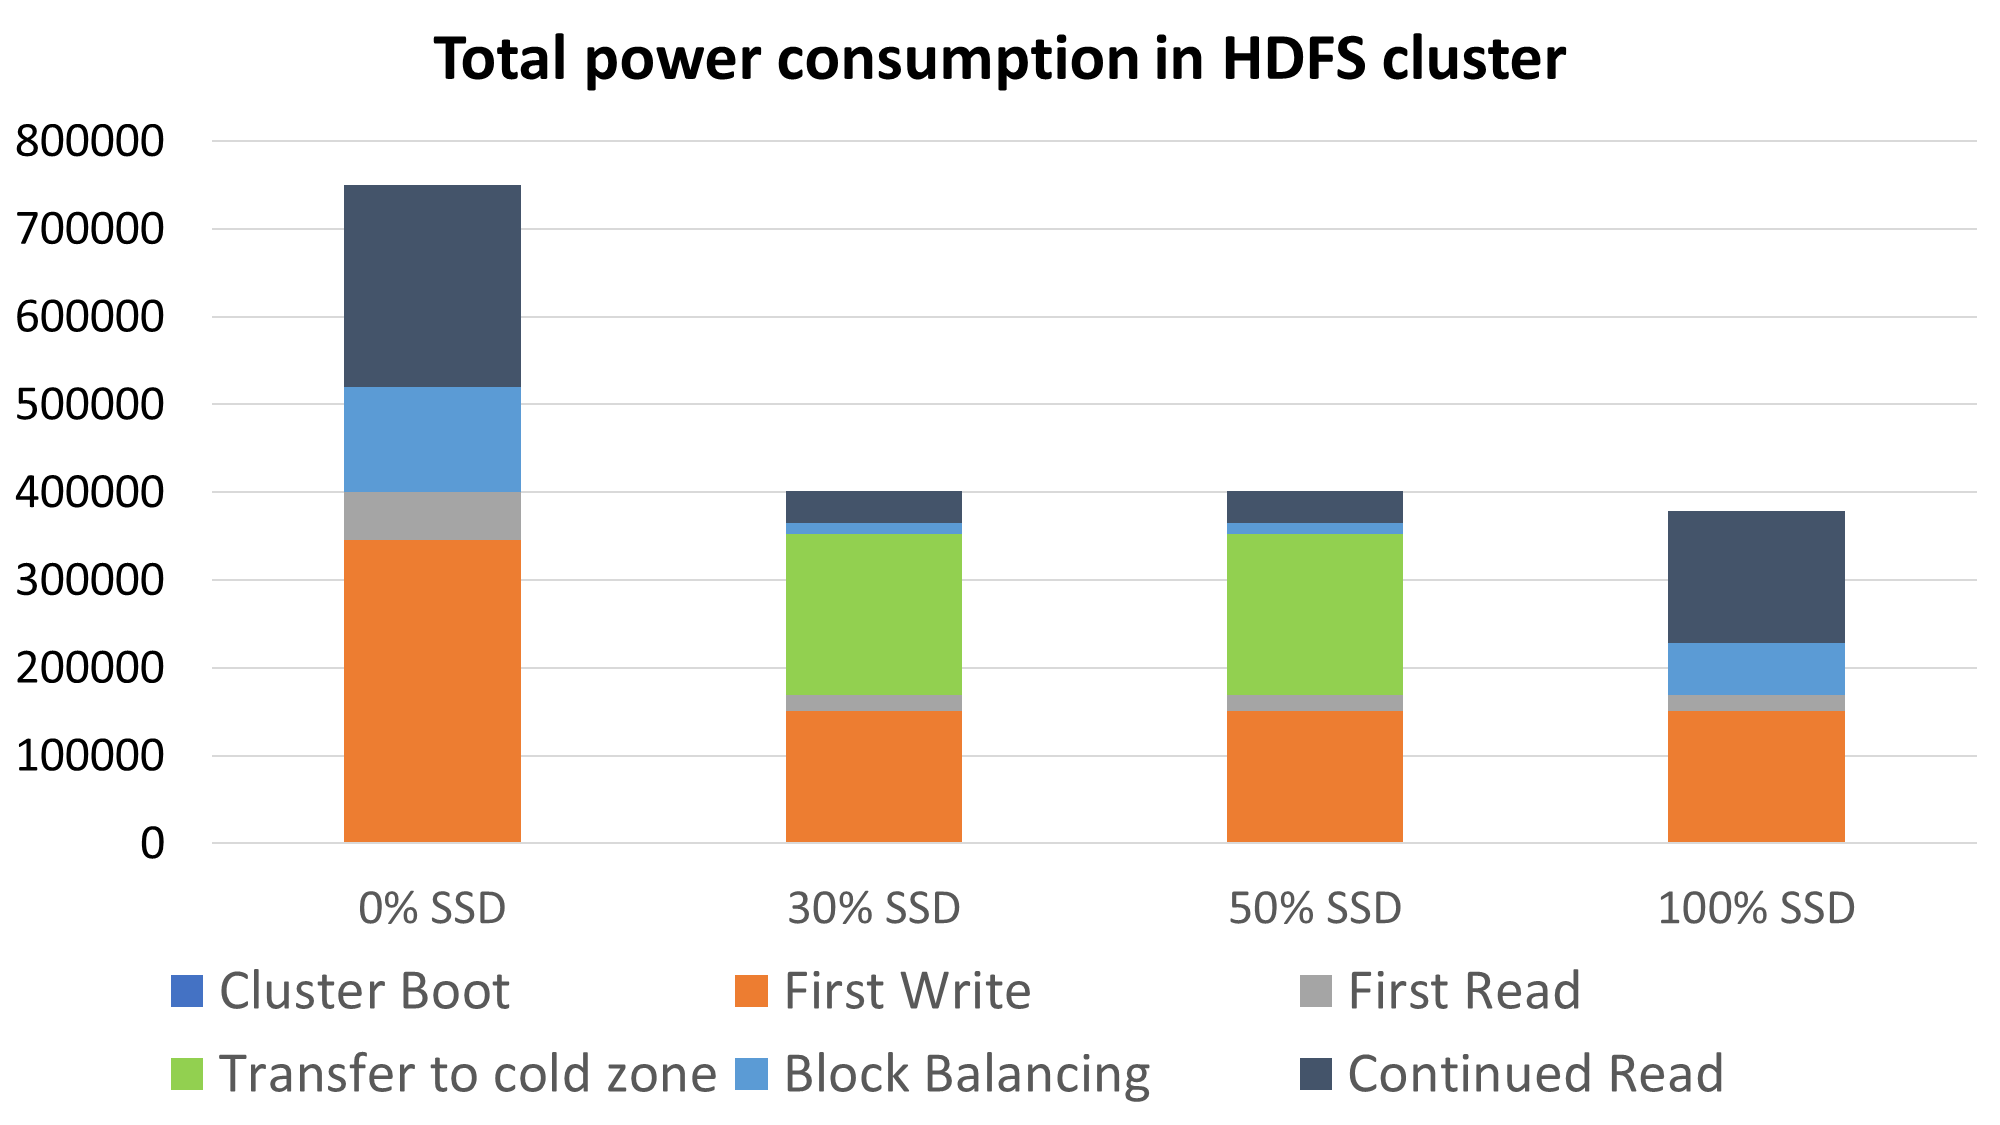 Total power consumption in HDFS cluster
800000
700000
600000
500000
400000
300000
200000
100000
0
0% SSD 30% SSD 50% SSD 100% SSD
Cluster Boot First Write First Read
Transfer to cold zone Block Balancing Continued Read